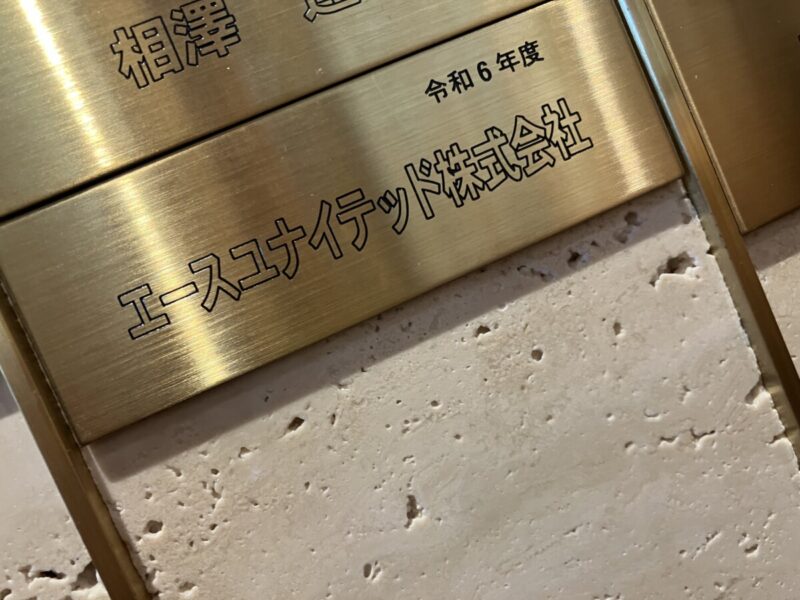 相澤
令和6年度
エースユナイテッド株式会社